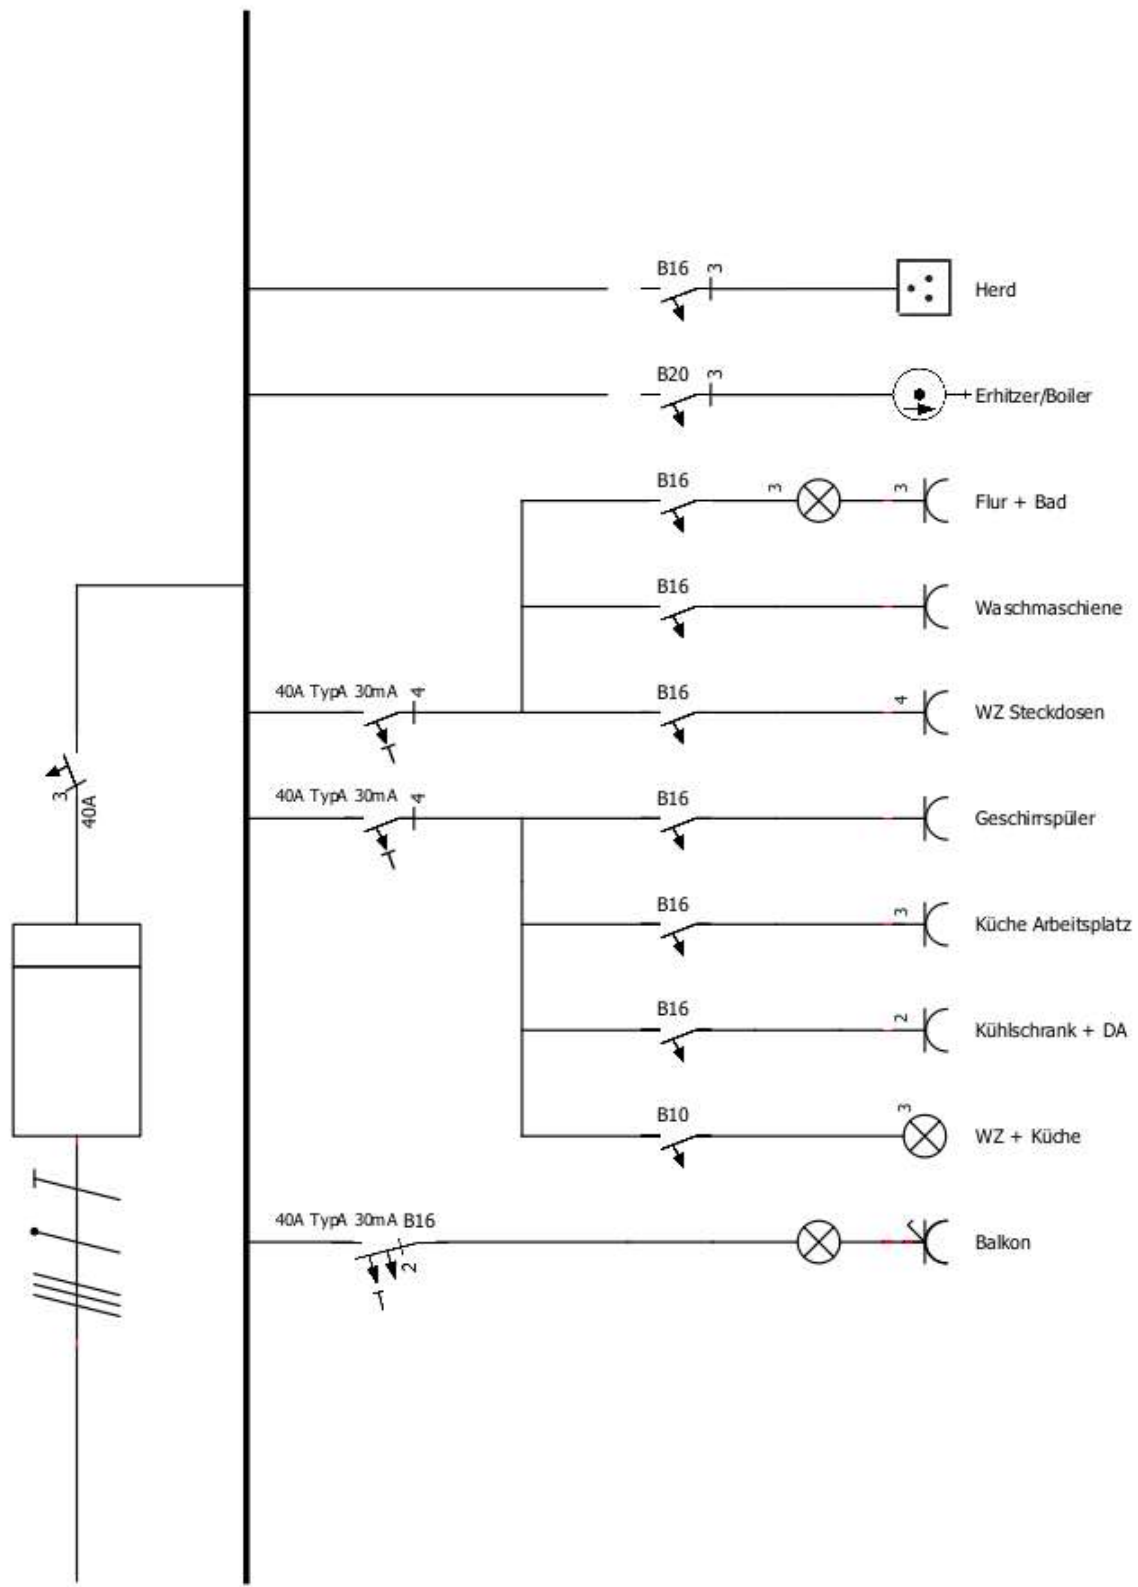 B16 3
Herd
B20 3
Erhitzer/Boiler
B16 3 3
Flur + Bad
B16
Waschmaschiene
40A TypA 30mA 4
B16 4
WZ Steckdosen
3
40A
40A TypA 30mA 4
B16
Geschirrspüler
B16 3
Küche Arbeitsplatz
B16 2
Kühlschrank + DA
B10 3
WZ + Küche
40A TypA 30mA B16
2
Balkon